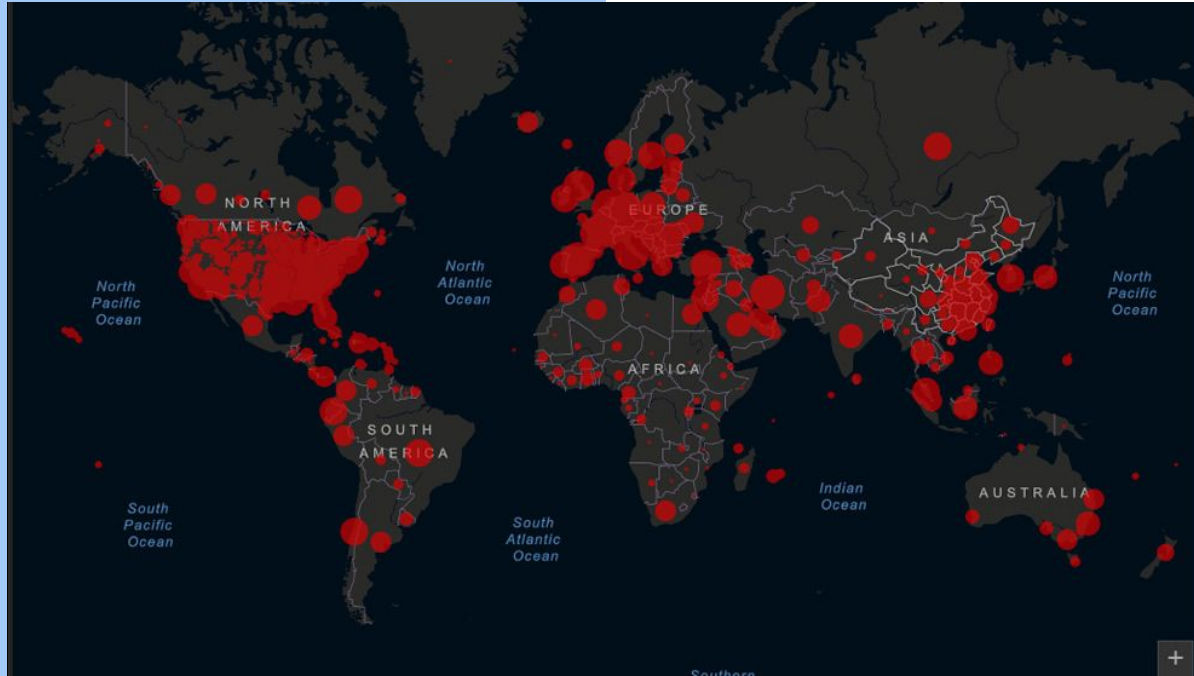 NORTH
AMERICA
EUROPE
ASIA
North
Pacific
Ocean
North
Atlantic
Ocean
North
Pacific
Ocean
AFRICA
SOUTH
AMERICA
AUSTRALIA
South
Pacific
Ocean
South
Atlantic
Ocean
Indian
Ocean
Southern
+